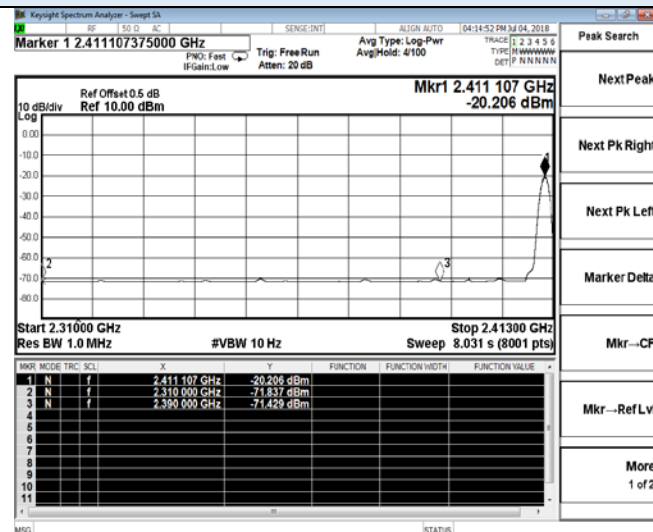 Keysight Spectrum Analyzer - Swept SA
RF 50 Ω AC SENSE:INT ALIGN AUTO 04:14:52 PM Jul 04, 2018
Marker 1 2.411107375000 GHz
PNO: Fast
IFGain:Low
Trig: Free Run
Atten: 20 dB
Avg Type: Log-Pwr
Avg|Hold: 4/100
TRACE 1 2 3 4 5 6
TYPE M W W W W W
DET P N N N N N
Peak Search
Next Peak
Next Pk Right
Next Pk Left
Marker Delta
Mkr→CF
Mkr→Ref Lvl
More
1 of 2
Ref Offset 0.5 dB
10 dB/div Ref 10.00 dBm
Mkr1 2.411 107 GHz
-20.206 dBm
Log
0.00
-10.0
-20.0
-30.0
-40.0
-50.0
-60.0
-70.0
-80.0
1
2
3
Start 2.31000 GHz Stop 2.41300 GHz
Res BW 1.0 MHz #VBW 10 Hz Sweep 8.031 s (8001 pts)
MKR MODE TRC SCL X Y FUNCTION FUNCTION WIDTH FUNCTION VALUE
1 N f 2.411 107 GHz -20.206 dBm
2 N f 2.310 000 GHz -71.837 dBm
3 N f 2.390 000 GHz -71.429 dBm
4
5
6
7
8
9
10
11
MSG STATUS